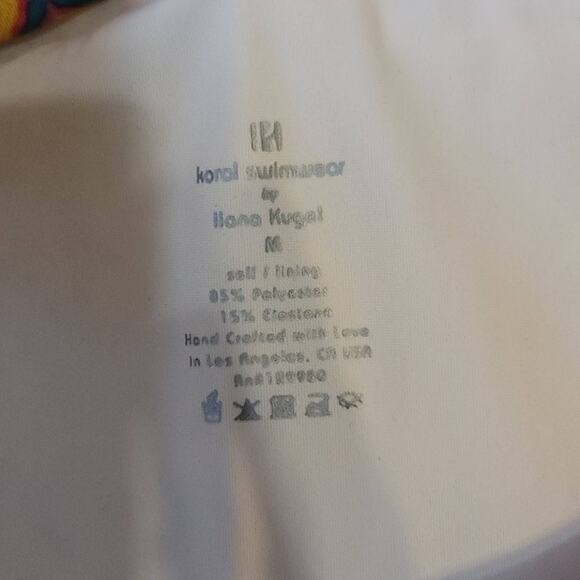 koral swimwear
by
Ilana Kugel
M
self / lining
85% Polyester
15% Elastane
Hand Crafted with Love
in Los Angeles, CA USA